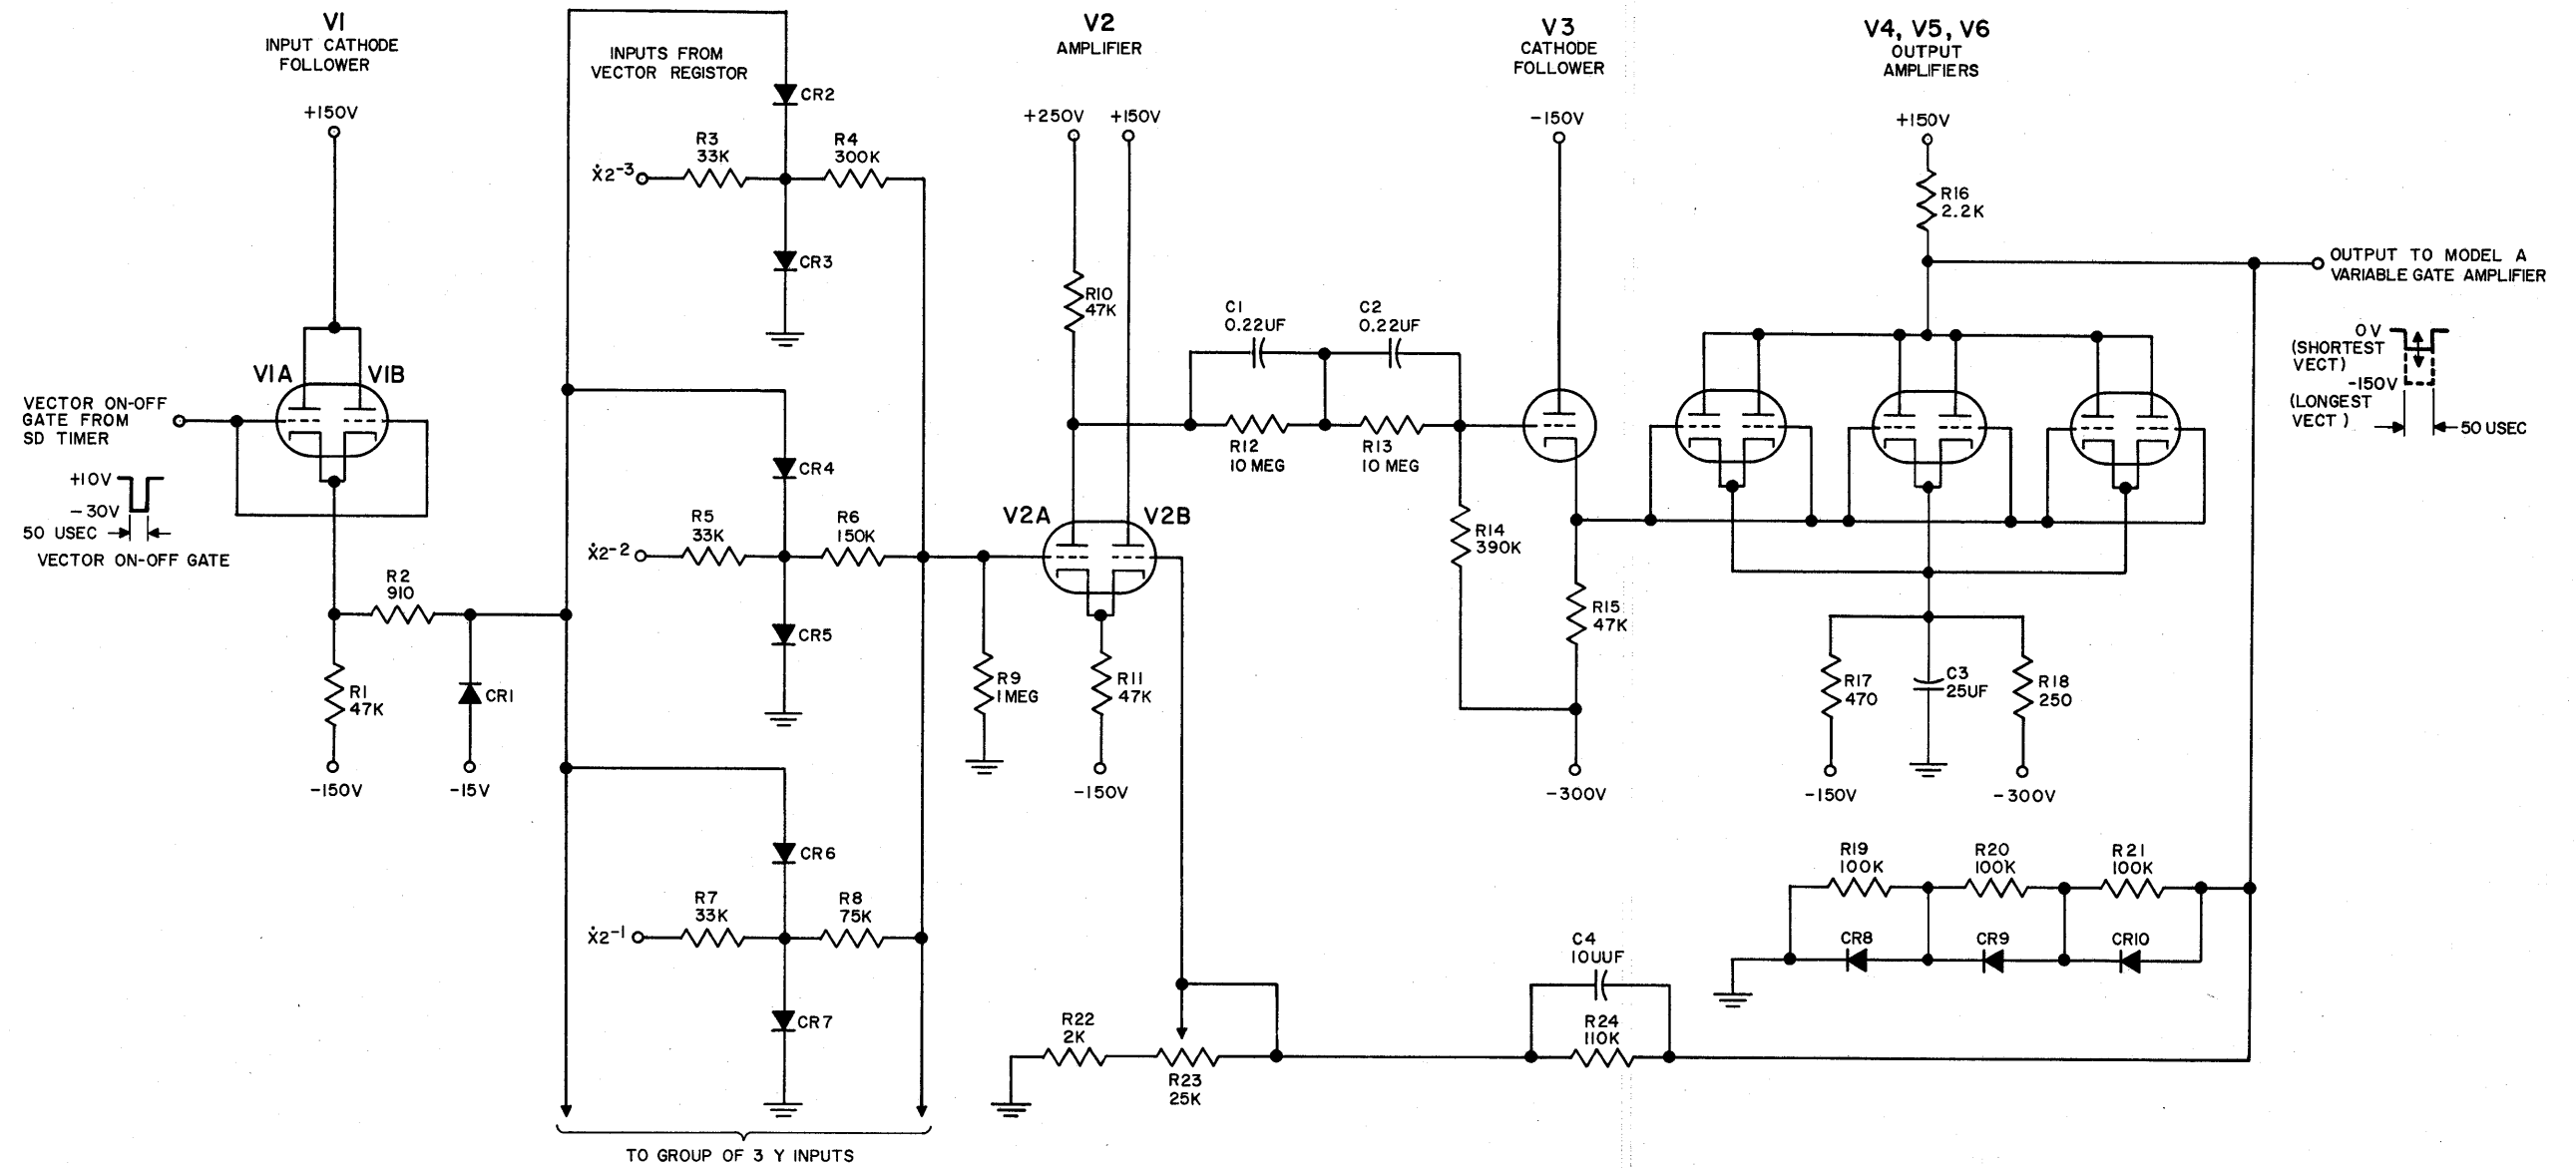 V1
INPUT CATHODE
FOLLOWER
+150V
V1A
V1B
VECTOR ON-OFF
GATE FROM
SD TIMER
+10V
-30V
50 USEC
VECTOR ON-OFF GATE
R2
910
R1
47K
-150V
CR1
-15V
INPUTS FROM
VECTOR REGISTOR
CR2
R3
33K
R4
300K
Ẋ2⁻³
CR3
CR4
R5
33K
R6
150K
Ẋ2⁻²
CR5
CR6
R7
33K
R8
75K
Ẋ2⁻¹
CR7
TO GROUP OF 3 Y INPUTS
V2
AMPLIFIER
+250V
+150V
R10
47K
V2A
V2B
R9
1MEG
R11
47K
-150V
C1
0.22UF
C2
0.22UF
R12
10 MEG
R13
10 MEG
R14
390K
V3
CATHODE
FOLLOWER
-150V
R15
47K
-300V
V4, V5, V6
OUTPUT
AMPLIFIERS
+150V
R16
2.2K
OUTPUT TO MODEL A
VARIABLE GATE AMPLIFIER
0V
(SHORTEST
VECT)
-150V
(LONGEST
VECT )
50 USEC
R17
470
C3
25UF
R18
250
-150V
-300V
R19
100K
R20
100K
R21
100K
CR8
CR9
CR10
C4
10UUF
R24
110K
R22
2K
R23
25K